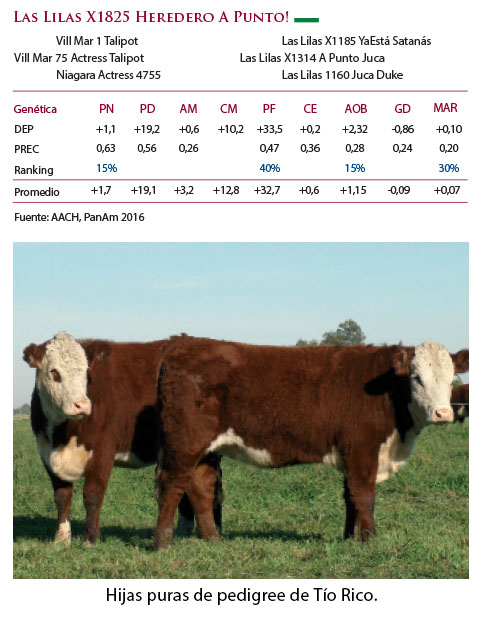 Las Lilas X1825 Heredero A Punto!
Vill Mar 1 Talipot Las Lilas X1185 YaEstá Satanás
Vill Mar 75 Actress Talipot Las Lilas X1314 A Punto Juca
Niagara Actress 4755 Las Lilas 1160 Juca Duke
Genética PN PD AM CM PF CE AOB GD MAR
DEP +1,1 +19,2 +0,6 +10,2 +33,5 +0,2 +2,32 -0,86 +0,10
PREC 0,63 0,56 0,26 0,47 0,36 0,28 0,24 0,20
Ranking 15% 40% 15% 30%
Promedio +1,7 +19,1 +3,2 +12,8 +32,7 +0,6 +1,15 -0,09 +0,07
Fuente: AACH, PanAm 2016
Hijas puras de pedigree de Tío Rico.